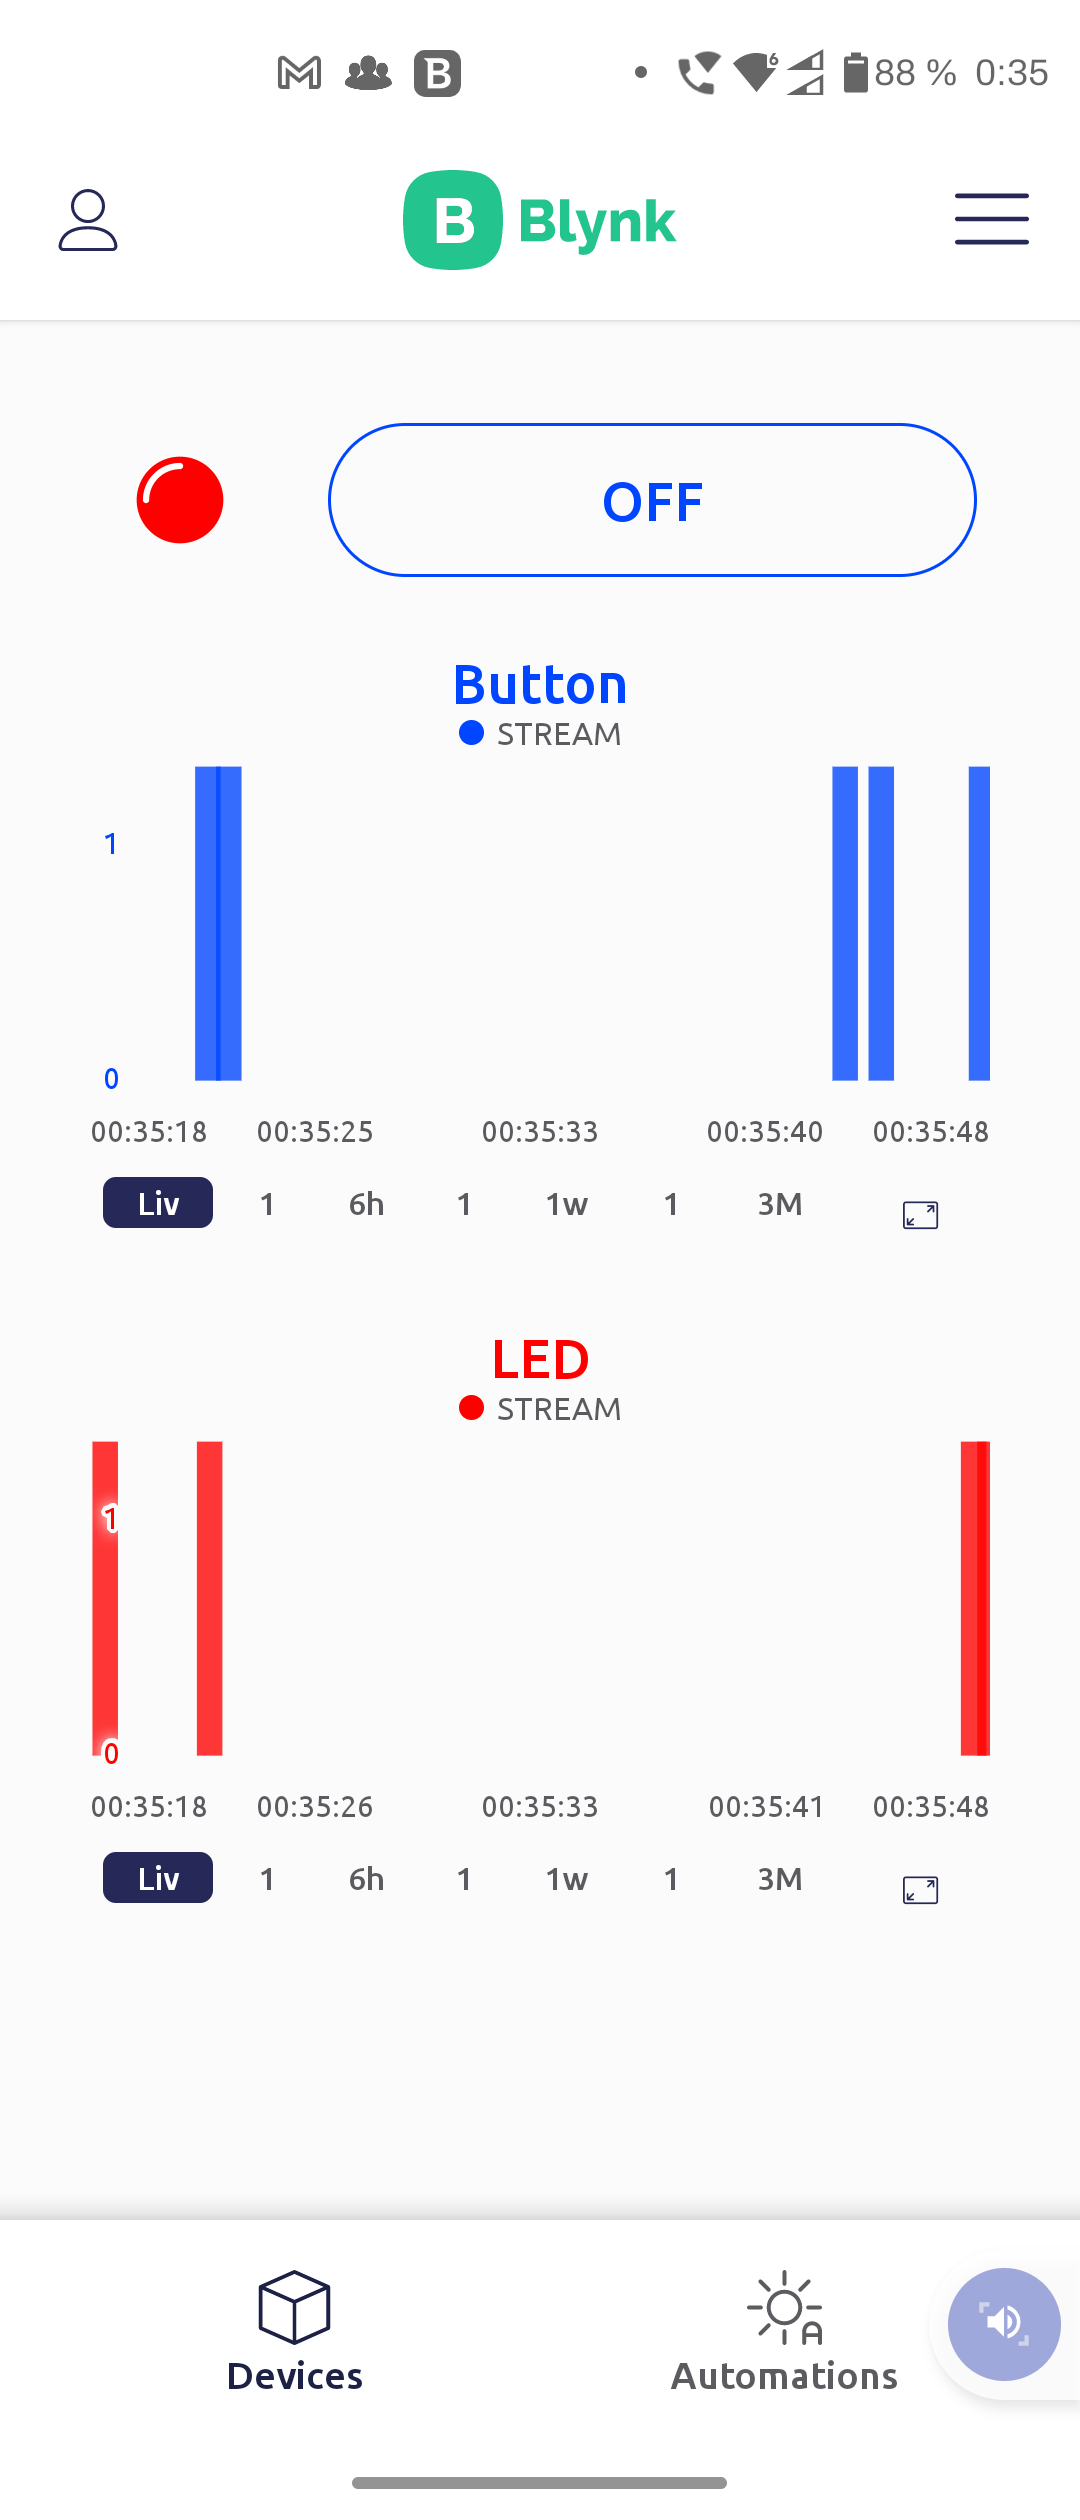 B 6 88 % 0:35
B Blynk
OFF
Button
STREAM
1
0
00:35:18 00:35:25 00:35:33 00:35:40 00:35:48
Liv 1 6h 1 1w 1 3M
LED
STREAM
1
0
00:35:18 00:35:26 00:35:33 00:35:41 00:35:48
Liv 1 6h 1 1w 1 3M
A
Devices Automations